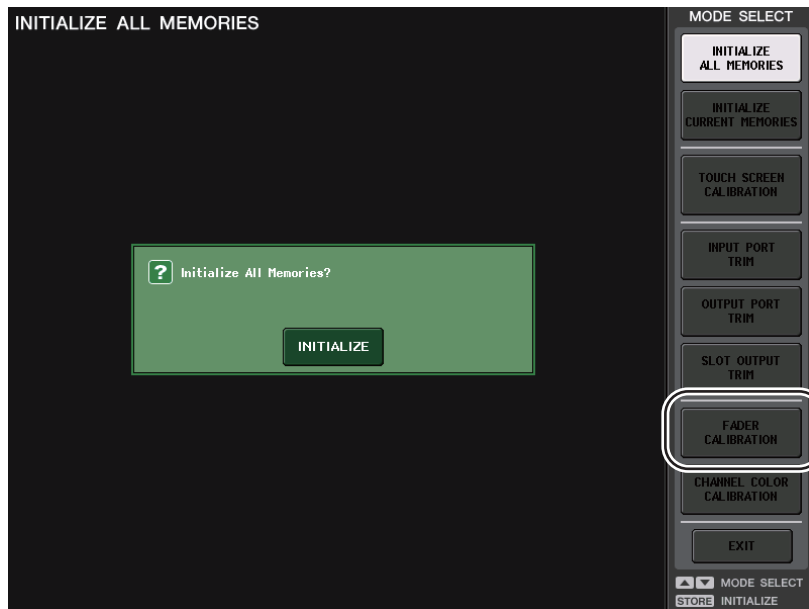 INITIALIZE ALL MEMORIES
? Initialize All Memories?
INITIALIZE
MODE SELECT
INITIALIZE
ALL MEMORIES
INITIALIZE
CURRENT MEMORIES
TOUCH SCREEN
CALIBRATION
INPUT PORT
TRIM
OUTPUT PORT
TRIM
SLOT OUTPUT
TRIM
FADER
CALIBRATION
CHANNEL COLOR
CALIBRATION
EXIT
MODE SELECT
STORE INITIALIZE